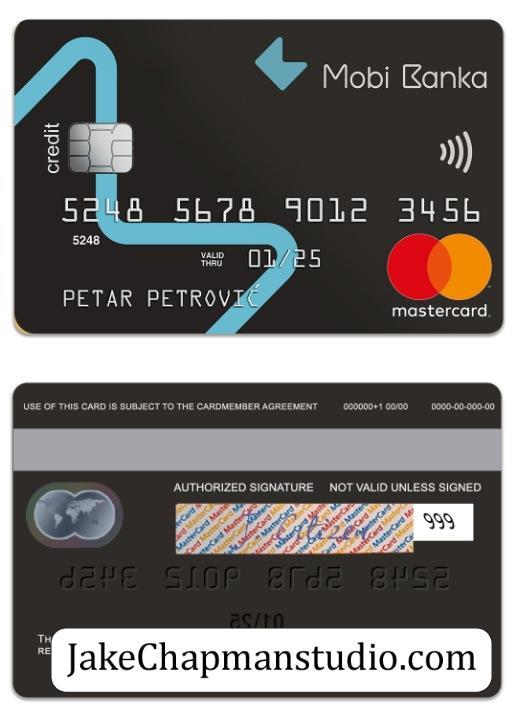 Mobi Banka
credit
5248 5678 9012 3456
5248
VALID THRU 01/25
PETAR PETROVIĆ
mastercard.
USE OF THIS CARD IS SUBJECT TO THE CARDMEMBER AGREEMENT 000000+1 00/00 0000-00-000-00
AUTHORIZED SIGNATURE NOT VALID UNLESS SIGNED
999
JakeChapmanstudio.com